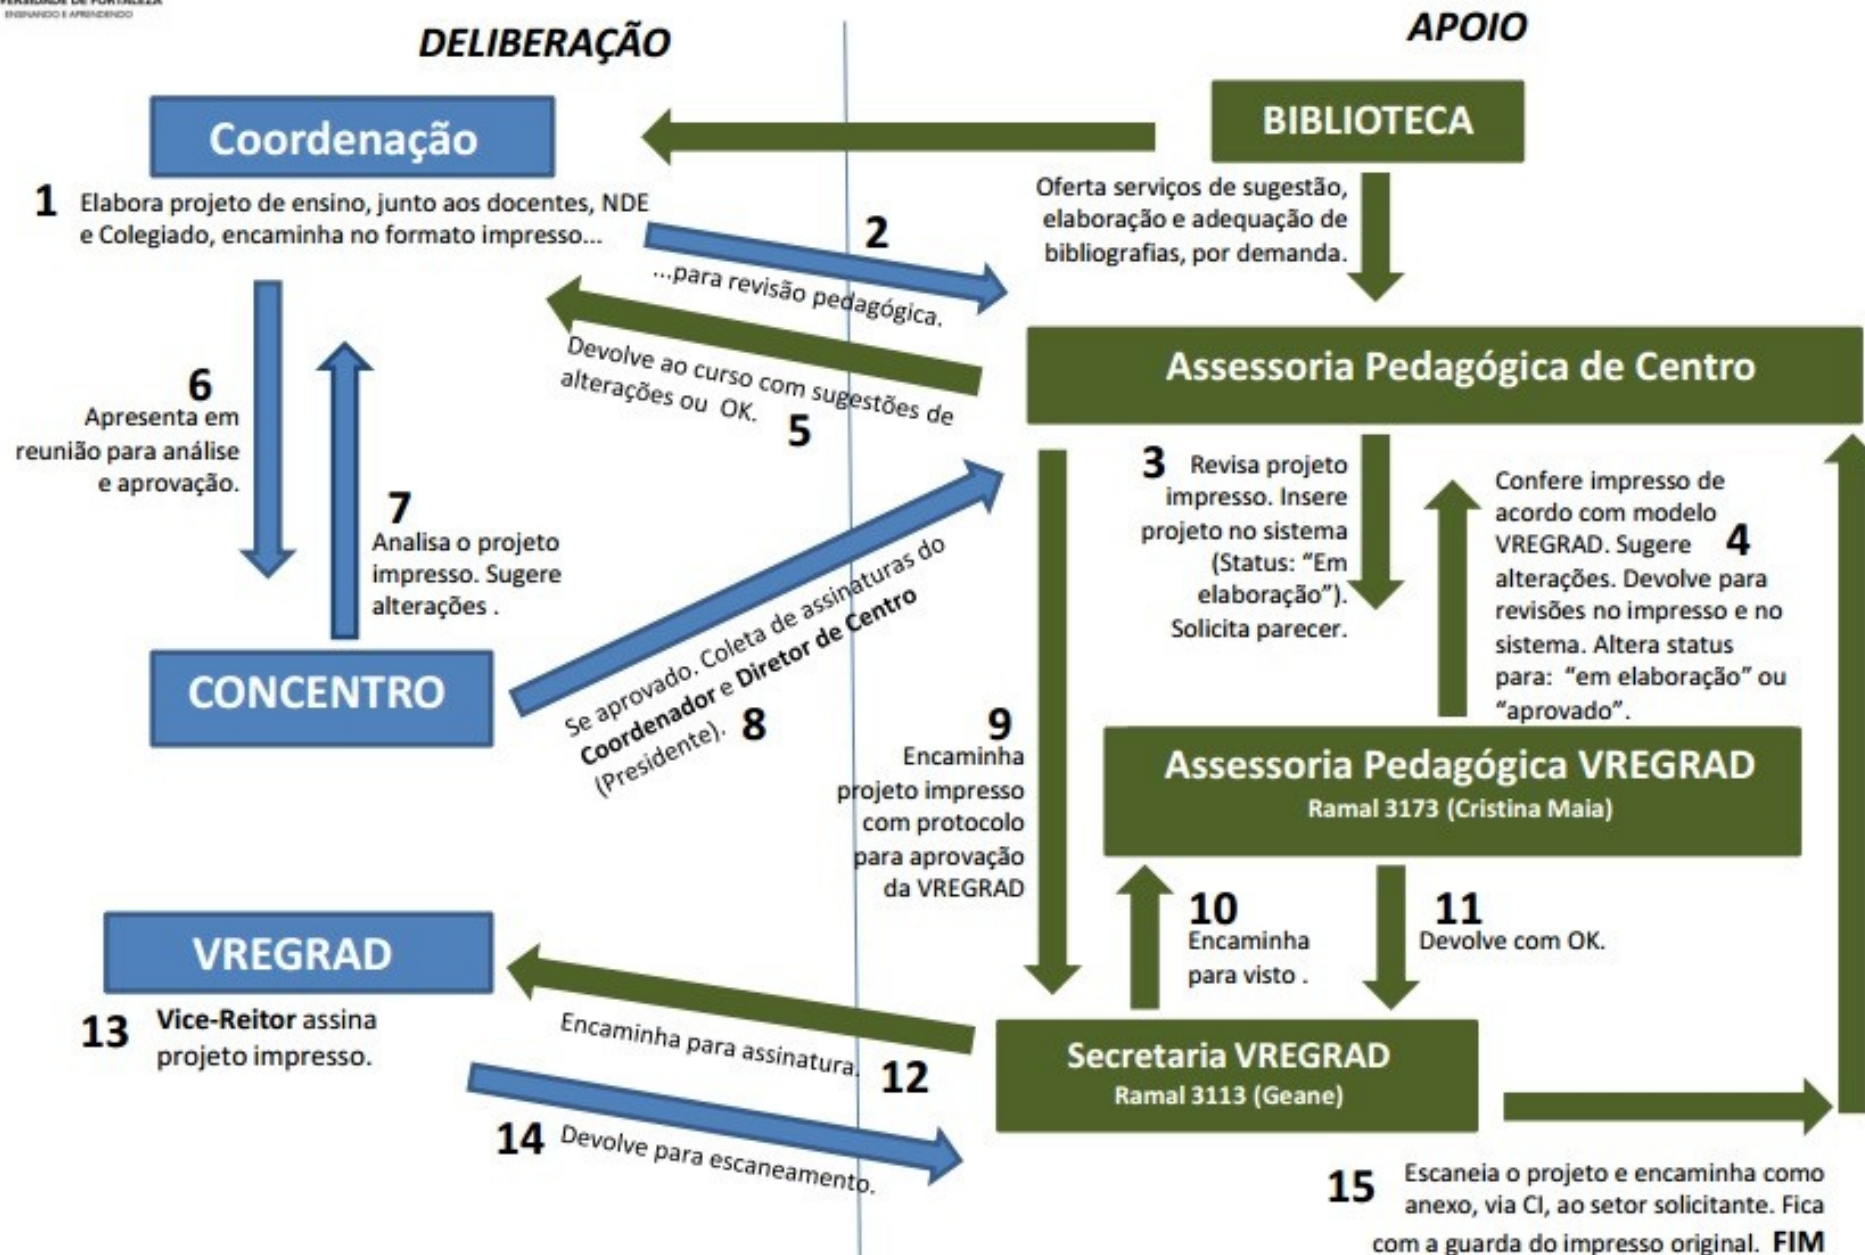 ENSINANDO E APRENDENDO
DELIBERAÇÃO
APOIO
Coordenação
BIBLIOTECA
1 Elabora projeto de ensino, junto aos docentes, NDE
e Colegiado, encaminha no formato impresso...
2
...para revisão pedagógica.
Oferta serviços de sugestão,
elaboração e adequação de
bibliografias, por demanda.
Assessoria Pedagógica de Centro
Devolve ao curso com sugestões de
alterações ou OK. 5
6
Apresenta em
reunião para análise
e aprovação.
7
Analisa o projeto
impresso. Sugere
alterações .
3 Revisa projeto
impresso. Insere
projeto no sistema
(Status: “Em
elaboração”).
Solicita parecer.
Confere impresso de
acordo com modelo
VREGRAD. Sugere 4
alterações. Devolve para
revisões no impresso e no
sistema. Altera status
para: “em elaboração” ou
“aprovado”.
CONCENTRO
Se aprovado. Coleta de assinaturas do
Coordenador e Diretor de Centro
(Presidente). 8
9
Encaminha
projeto impresso
com protocolo
para aprovação
da VREGRAD
Assessoria Pedagógica VREGRAD
Ramal 3173 (Cristina Maia)
10
Encaminha
para visto .
11
Devolve com OK.
VREGRAD
13 Vice-Reitor assina
projeto impresso.
Encaminha para assinatura. 12
Secretaria VREGRAD
Ramal 3113 (Geane)
14 Devolve para escaneamento.
15 Escaneia o projeto e encaminha como
anexo, via CI, ao setor solicitante. Fica
com a guarda do impresso original. FIM